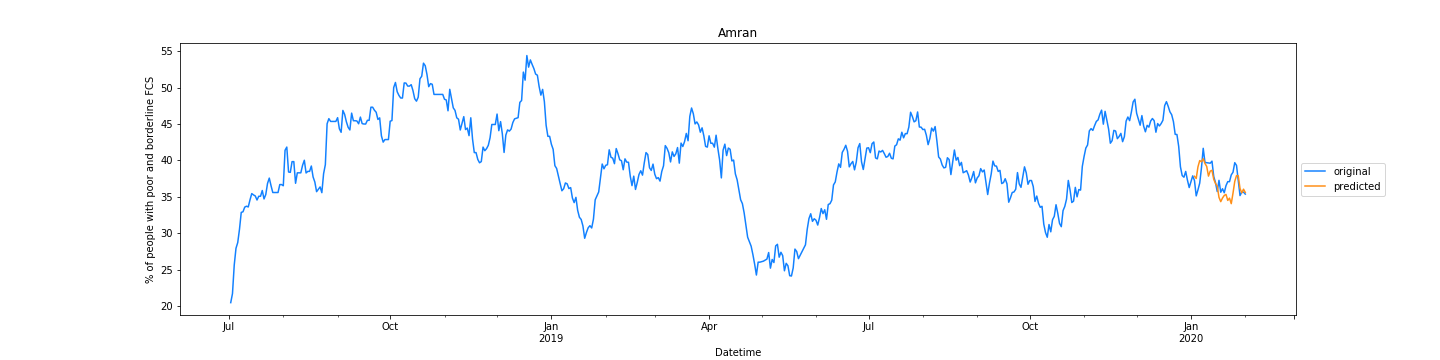 Amran
% of people with poor and borderline FCS
55
50
45
40
35
30
25
20
Jul
Oct
Jan
2019
Apr
Jul
Oct
Jan
2020
Datetime
original
predicted